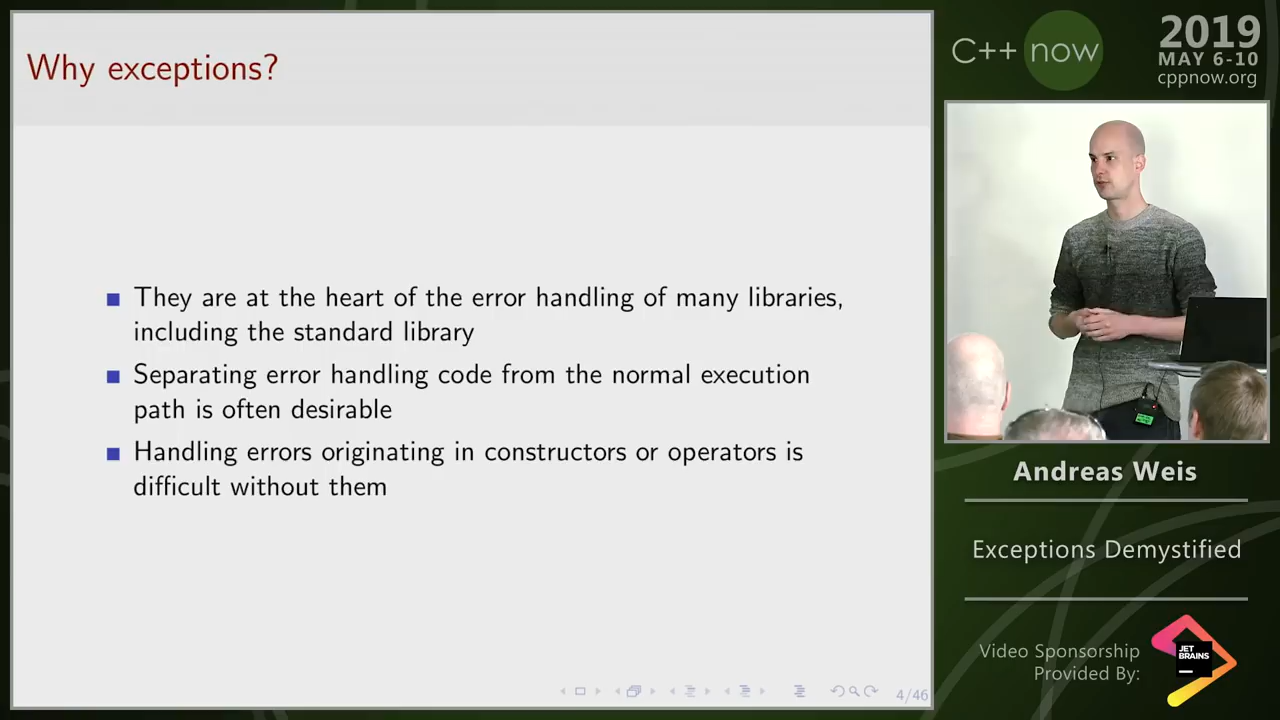 Why exceptions?
They are at the heart of the error handling of many libraries,
including the standard library
Separating error handling code from the normal execution
path is often desirable
Handling errors originating in constructors or operators is
difficult without them
4/46
C++ now
2019
MAY 6-10
cppnow.org
Andreas Weis
Exceptions Demystified
Video Sponsorship
Provided By:
JET
BRAINS